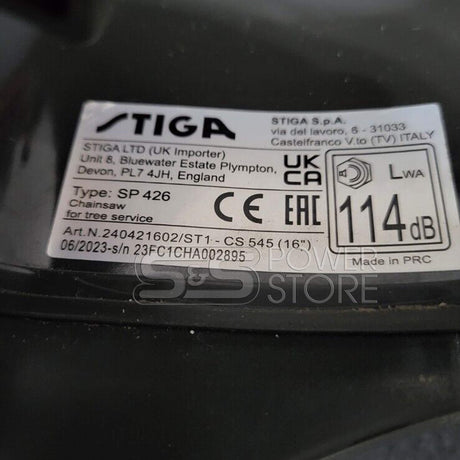 STIGA
STIGA LTD (UK Importer)
Unit 8, Bluewater Estate Plympton,
Devon, PL7 4JH, England
Type: SP 426
Chainsaw
for tree service
Art.N.240421602/ST1 - CS 545 (16")
06/2023-s/n 23FC1CHA002895
STIGA S.p.A.
via del lavoro, 6 - 31033
Castelfranco V.to (TV) ITALY
UK
CA
CE
EAC
LWA
114dB
Made in PRC
S&S POWER
STORE